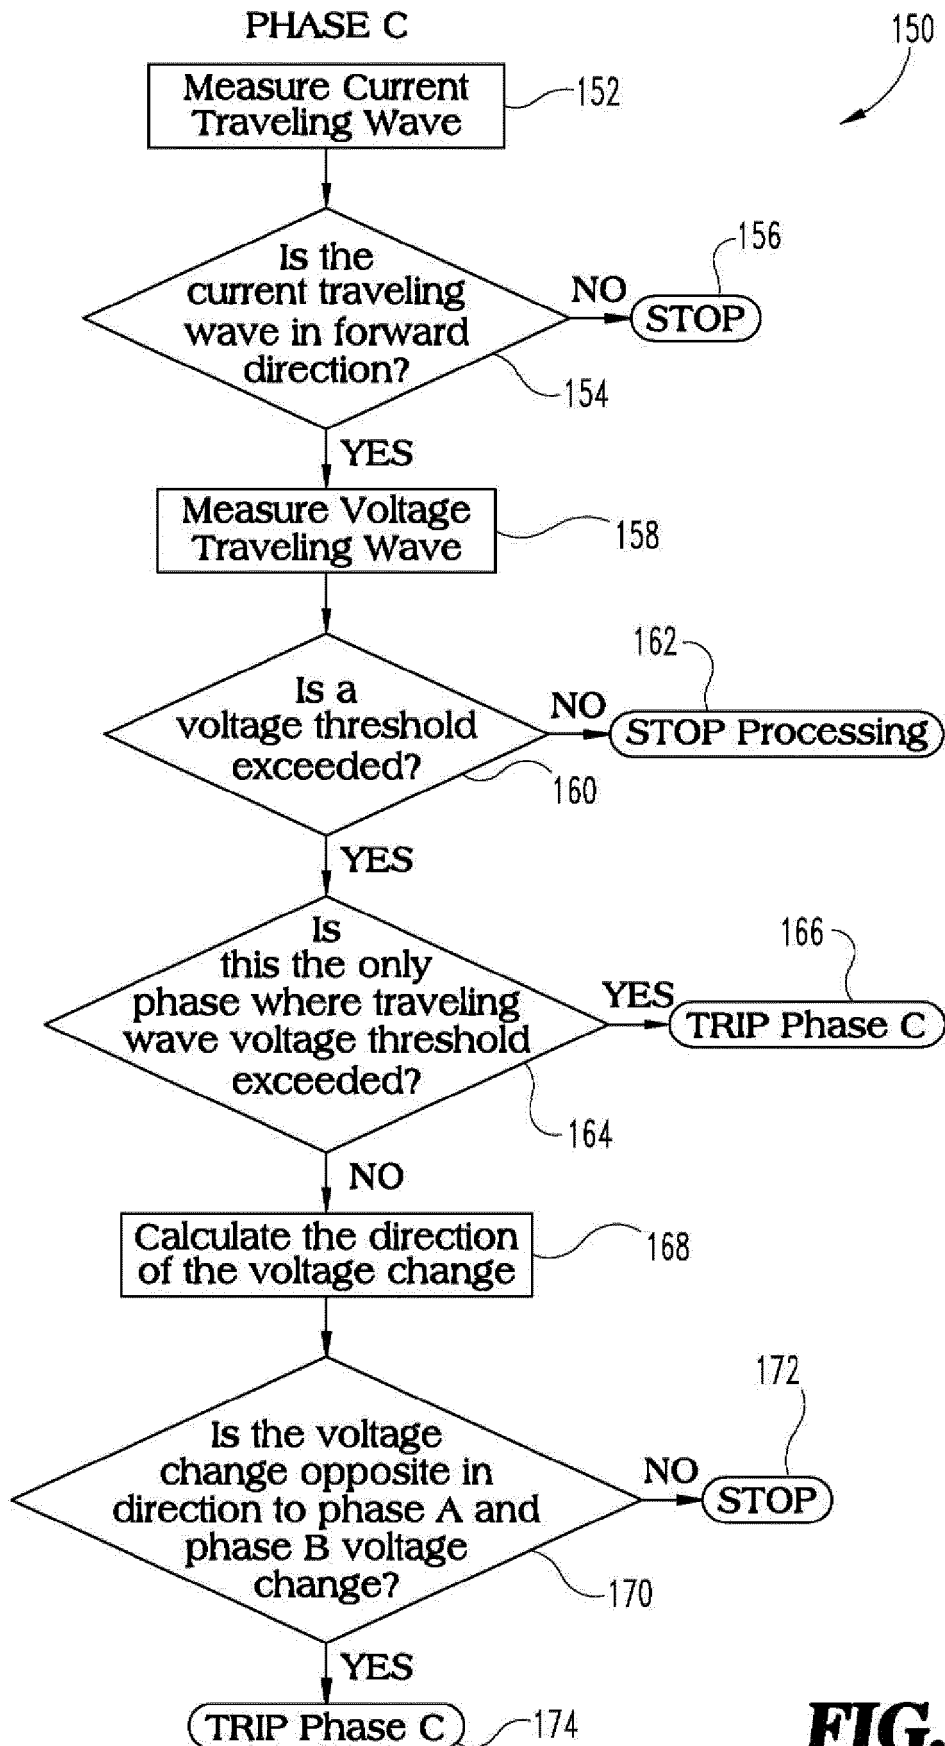 PHASE C
150
Measure Current
Traveling Wave
152
Is the
current traveling
wave in forward
direction?
154
NO
STOP
156
YES
Measure Voltage
Traveling Wave
158
Is a
voltage threshold
exceeded?
160
NO
STOP Processing
162
YES
Is
this the only
phase where traveling
wave voltage threshold
exceeded?
164
YES
TRIP Phase C
166
NO
Calculate the direction
of the voltage change
168
Is the voltage
change opposite in
direction to phase A and
phase B voltage
change?
170
NO
STOP
172
YES
TRIP Phase C
174
FIG.